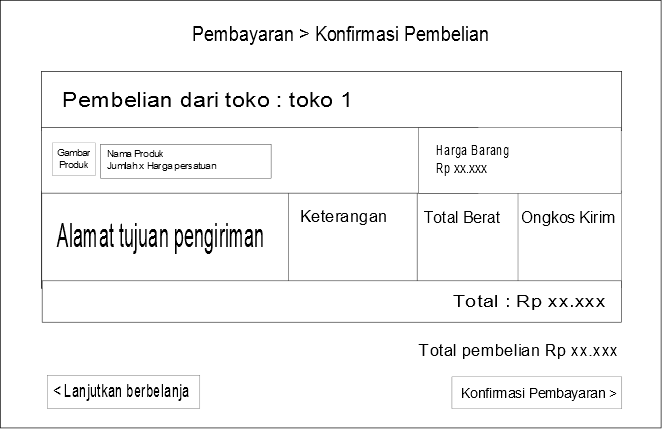 Pembayaran > Konfirmasi Pembelian
Pembelian dari toko : toko 1
Gambar
Produk
Nama Produk
Jumlah x Harga persatuan
Harga Barang
Rp xx.xxx
Alamat tujuan pengiriman
Keterangan
Total Berat
Ongkos Kirim
Total : Rp xx.xxx
Total pembelian Rp xx.xxx
< Lanjutkan berbelanja
Konfirmasi Pembayaran >